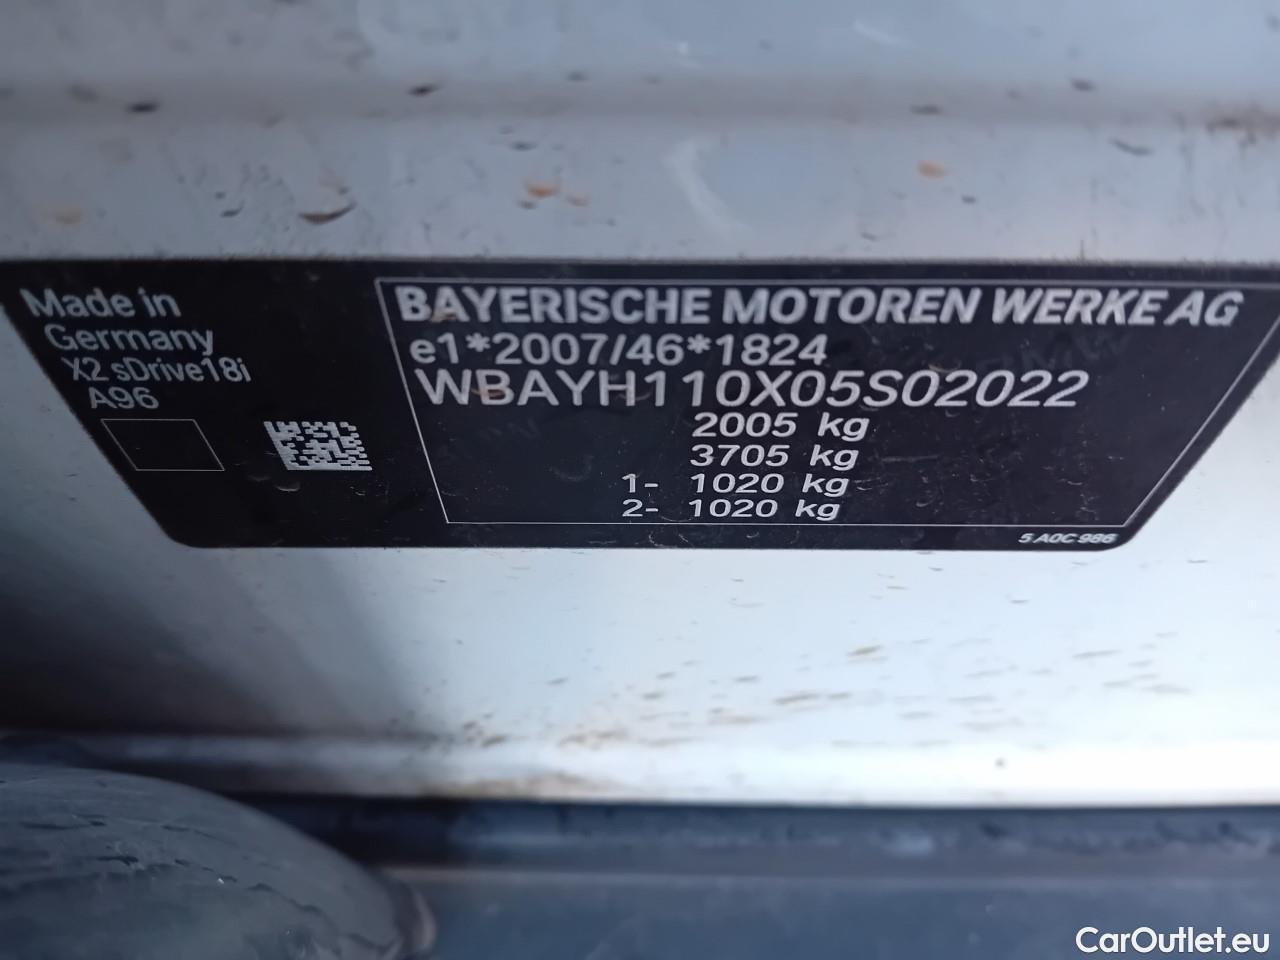 Made in
Germany
X2 sDrive18i
A96
BAYERISCHE MOTOREN WERKE AG
e1*2007/46*1824
WBAYH110X05S02022
2005 kg
3705 kg
1- 1020 kg
2- 1020 kg
5 A0C 986
CarOutlet.eu